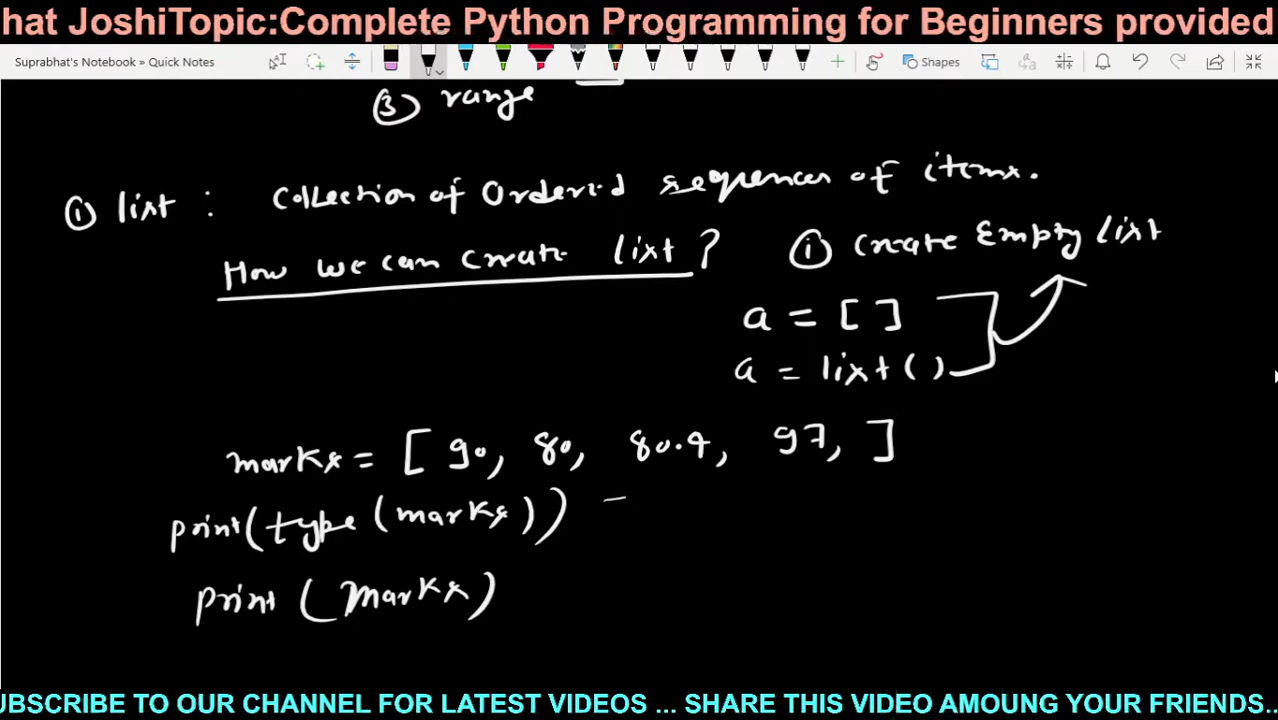 hat JoshiTopic:Complete Python Programming for Beginners provided
Suprabhat's Notebook » Quick Notes
Shapes
③ range
① list : Collection of Ordered sequences of items.
How we can create list ?
① Create Empty list
a = [ ]
a = list ( )
marks = [ 90, 80, 80.4, 97, ]
print(type (marks))
print (marks)
UBSCRIBE TO OUR CHANNEL FOR LATEST VIDEOS ... SHARE THIS VIDEO AMOUNG YOUR FRIENDS..